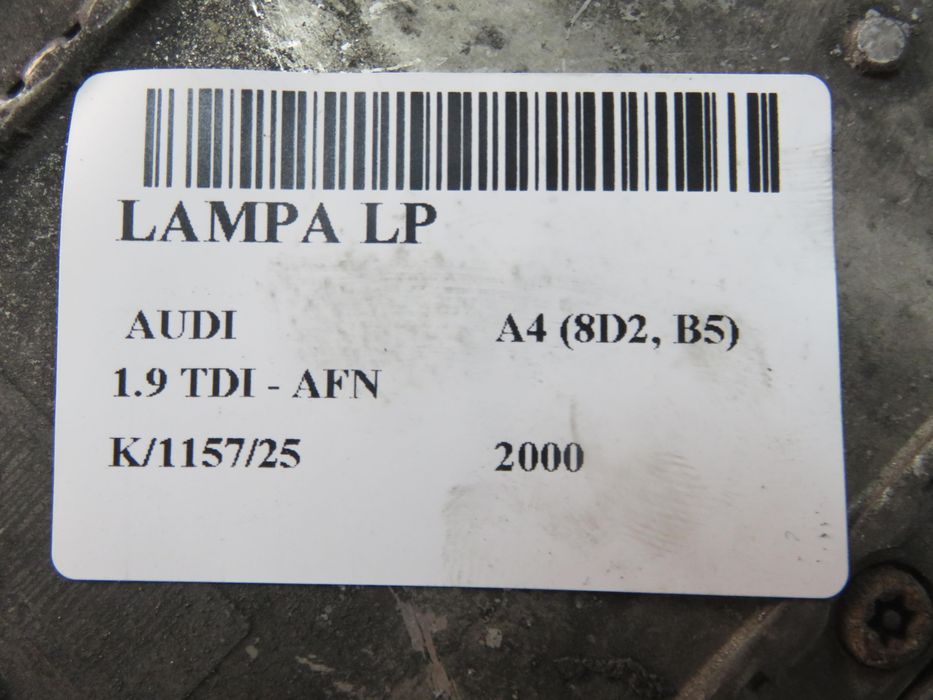 LAMPA LP
AUDI A4 (8D2, B5)
1.9 TDI - AFN
K/1157/25 2000